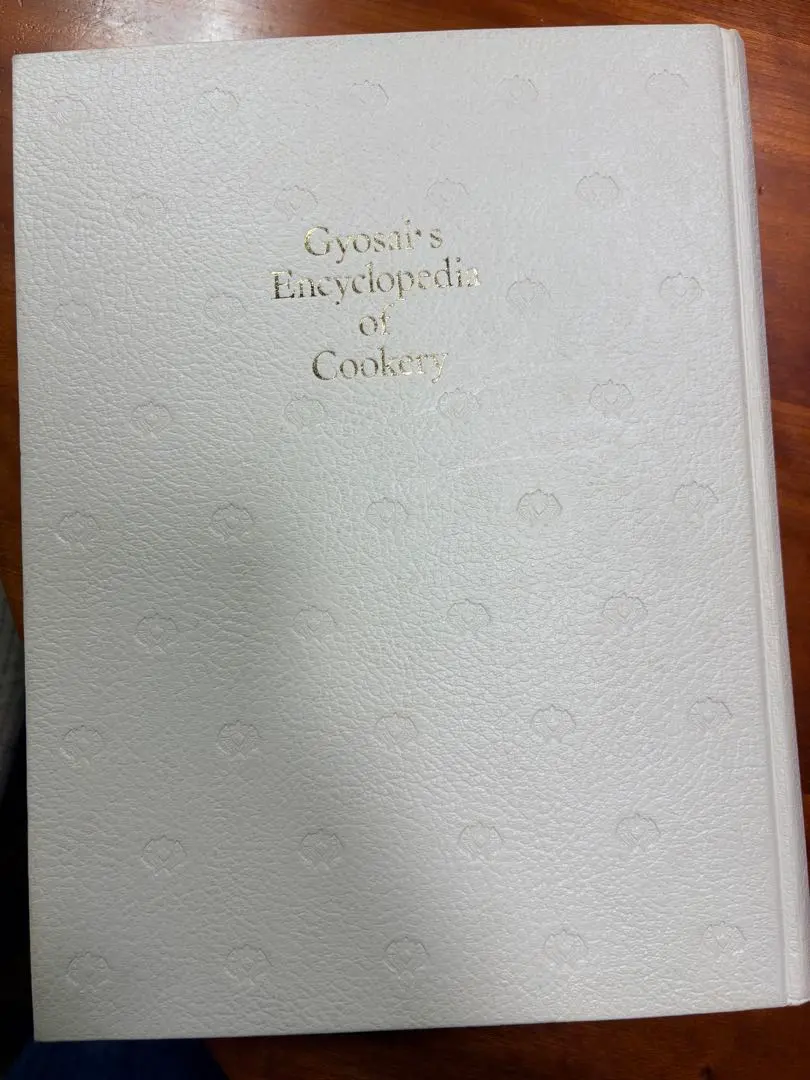 Gyosai's
Encyclopedia
of
Cookery